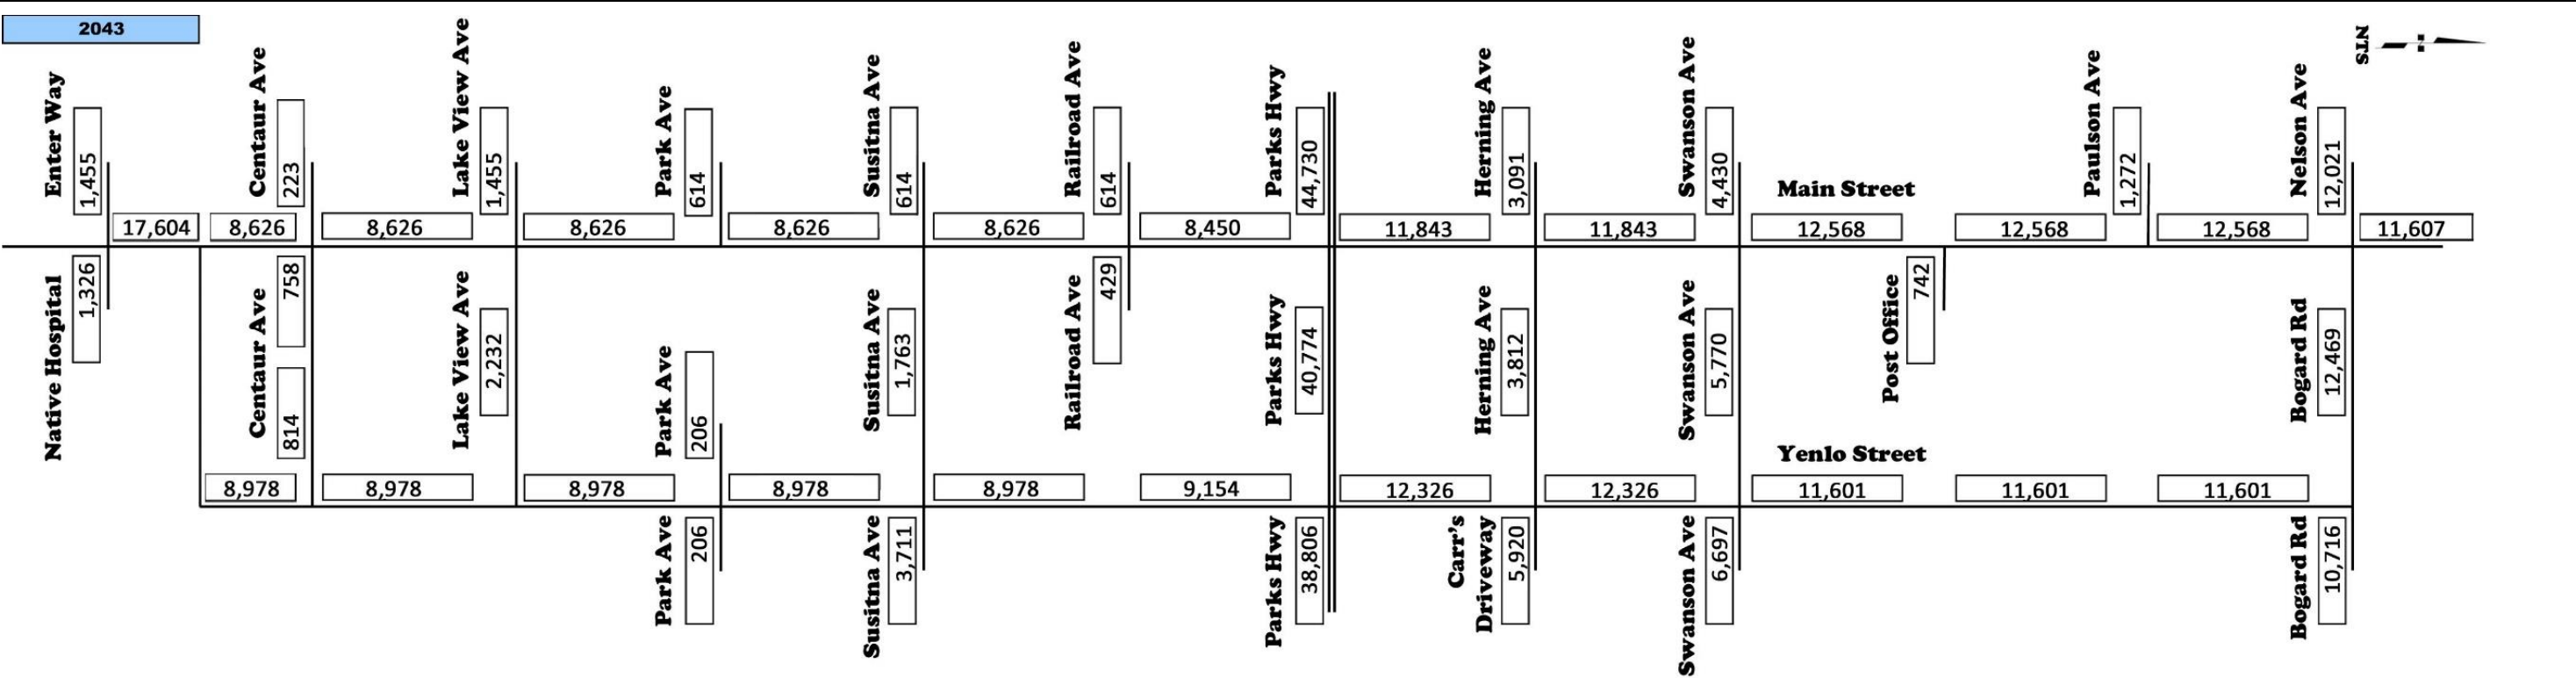 2043
Enter Way
1,455
Centaur Ave
223
Lake View Ave
1,455
Park Ave
614
Susitna Ave
614
Railroad Ave
614
Parks Hwy
44,730
Herning Ave
3,091
Swanson Ave
4,430
Main Street
Paulson Ave
1,272
Nelson Ave
12,021
NTS
N
17,604
8,626
8,626
8,626
8,626
8,626
8,450
11,843
11,843
12,568
12,568
12,568
11,607
Native Hospital
1,326
Centaur Ave
758
814
Lake View Ave
2,232
Park Ave
206
Susitna Ave
1,763
Railroad Ave
429
Parks Hwy
40,774
Herning Ave
3,812
Swanson Ave
5,770
Post Office
742
Bogard Rd
12,469
Yenlo Street
8,978
8,978
8,978
8,978
8,978
9,154
12,326
12,326
11,601
11,601
11,601
Park Ave
206
Susitna Ave
3,711
Parks Hwy
38,806
Carr's
Driveway
5,920
Swanson Ave
6,697
Bogard Rd
10,716